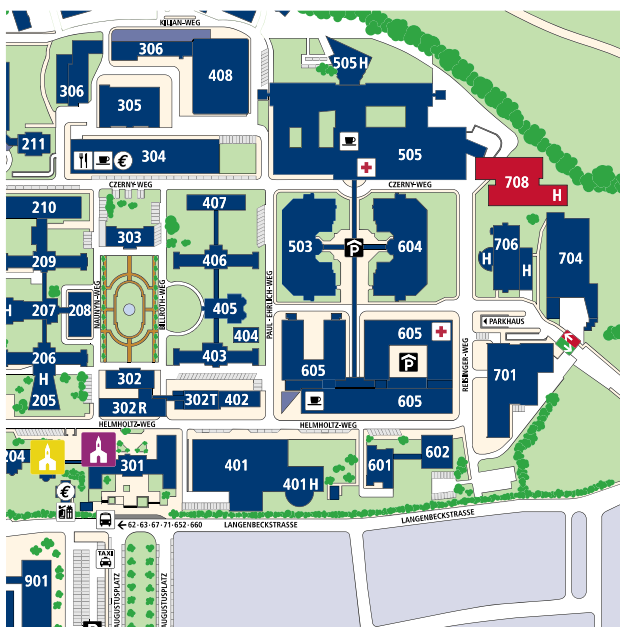 KILIAN-WEG
306
408
505 H
306
305
211
304
€
505
CZERNY-WEG
CZERNY-WEG
708
H
210
407
303
503
P
604
706
H
H
704
209
406
NAUNYN-WEG
BILLROTH-WEG
PAUL-EHRLICH-WEG
H
207
208
405
404
PARKHAUS
206
403
605
605
P
REISINGER-WEG
701
H
205
302
302 R
302T
402
605
HELMHOLTZ-WEG
HELMHOLTZ-WEG
204
301
401
401 H
601
602
€
62·63·67·71·652·660
LANGENBECKSTRASSE
LANGENBECKSTRASSE
TAXI
901
AUGUSTUSPLATZ
AUGUSTUSPLATZ
P